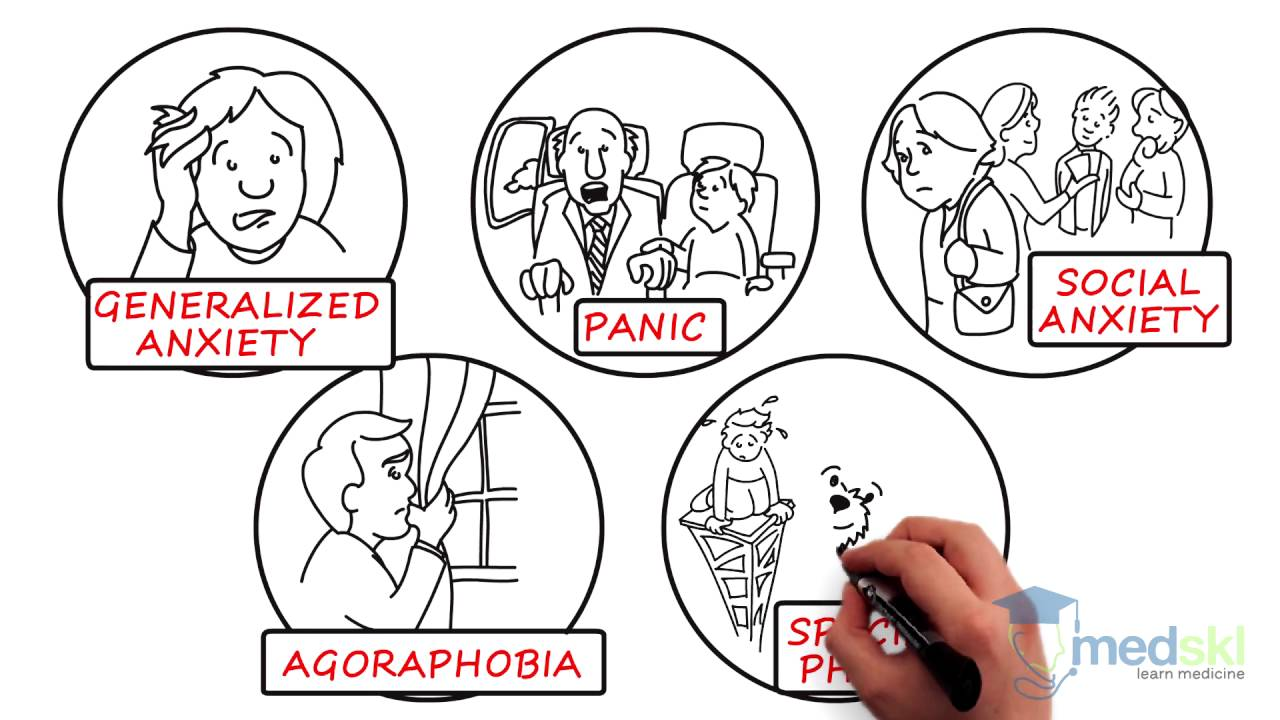 GENERALIZED
ANXIETY
PANIC
SOCIAL
ANXIETY
AGORAPHOBIA
medskl
learn medicine